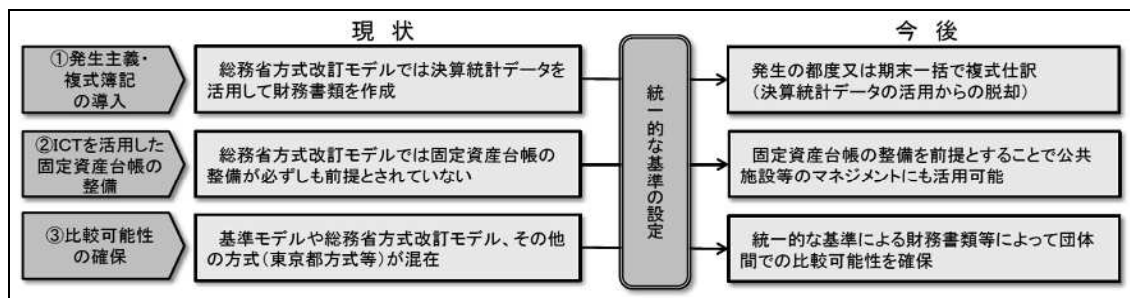 現 状
今 後
①発生主義・
複式簿記
の導入
総務省方式改訂モデルでは決算統計データを
活用して財務書類を作成
発生の都度又は期末一括で複式仕訳
（決算統計データの活用からの脱却）
②ICTを活用した
固定資産台帳の
整備
総務省方式改訂モデルでは固定資産台帳の
整備が必ずしも前提とされていない
固定資産台帳の整備を前提とすることで公共
施設等のマネジメントにも活用可能
③比較可能性
の確保
基準モデルや総務省方式改訂モデル、その他
の方式（東京都方式等）が混在
統一的な基準による財務書類等によって団体
間での比較可能性を確保
統一的な基準の設定